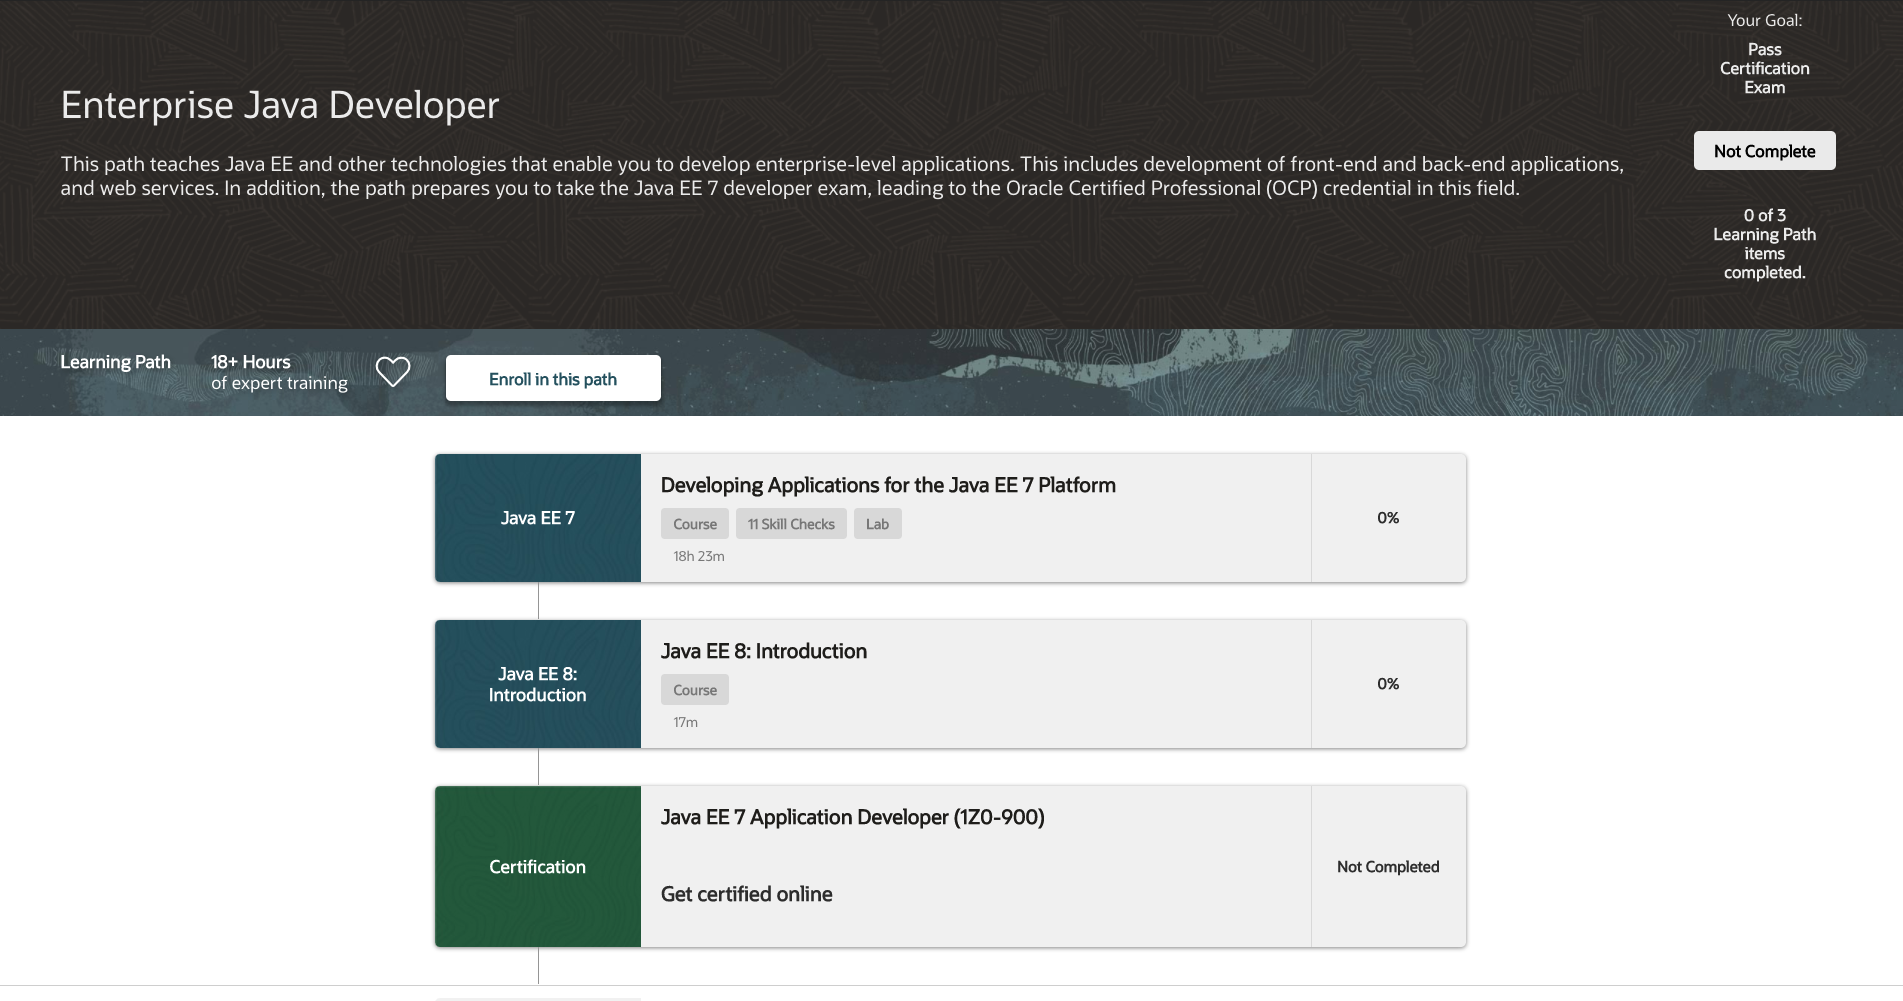 Your Goal:
Pass
Certification
Exam
Enterprise Java Developer
This path teaches Java EE and other technologies that enable you to develop enterprise-level applications. This includes development of front-end and back-end applications,
and web services. In addition, the path prepares you to take the Java EE 7 developer exam, leading to the Oracle Certified Professional (OCP) credential in this field.
Not Complete
0 of 3
Learning Path
items
completed.
Learning Path
18+ Hours
of expert training
Enroll in this path
Java EE 7
Developing Applications for the Java EE 7 Platform
Course 11 Skill Checks Lab
18h 23m
0%
Java EE 8:
Introduction
Java EE 8: Introduction
Course
17m
0%
Certification
Java EE 7 Application Developer (1Z0-900)
Get certified online
Not Completed